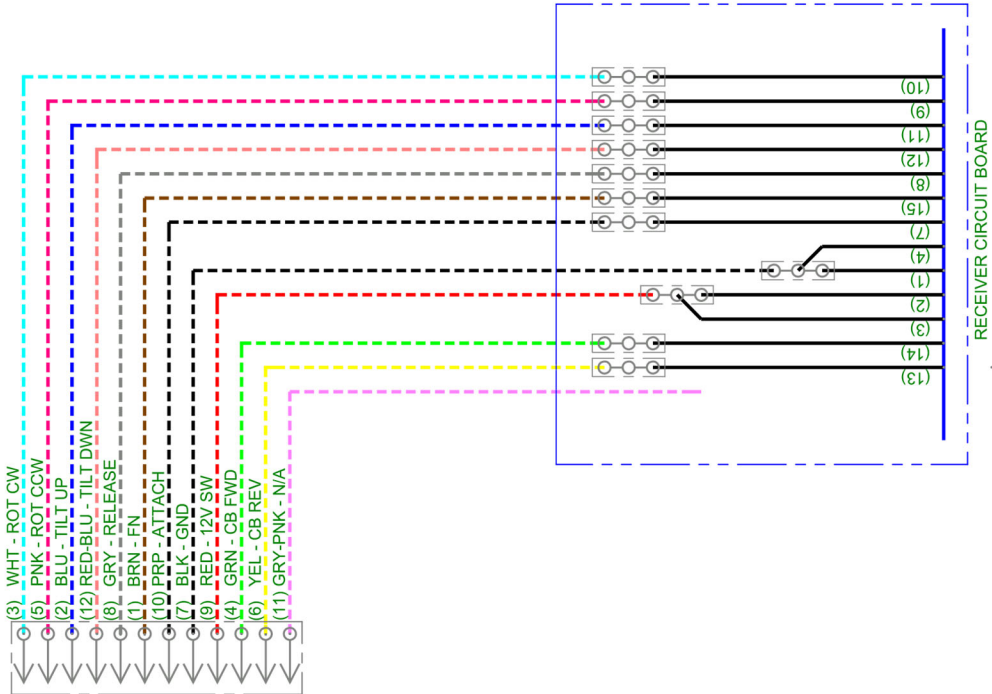 (3) WHT - ROT CW
(5) PNK - ROT CCW
(2) BLU - TILT UP
(12) RED-BLU - TILT DWN
(8) GRY - RELEASE
(1) BRN - FN
(10) PRP - ATTACH
(7) BLK - GND
(9) RED - 12V SW
(4) GRN - CB FWD
(6) YEL - CB REV
(11) GRY-PNK - N/A
(10)
(9)
(11)
(12)
(8)
(15)
(7)
(4)
(1)
(2)
(3)
(14)
(13)
RECEIVER CIRCUIT BOARD